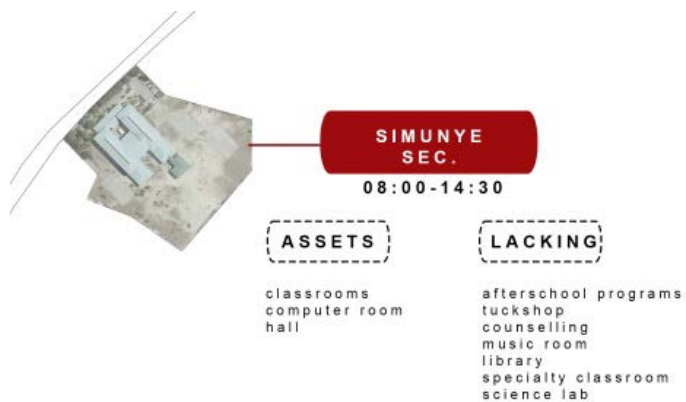 SIMUNYE
SEC.
08:00-14:30
ASSETS
classrooms
computer room
hall
LACKING
afterschool programs
tuckshop
counselling
music room
library
specialty classroom
science lab